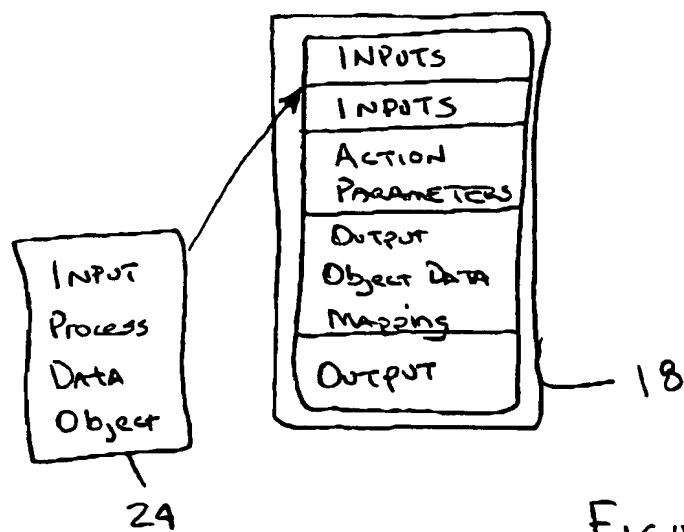 INPUTS
INPUTS
ACTION
PARAMETERS
OUTPUT
Object DATA
MAPPING
OUTPUT
18
INPUT
Process
DATA
Object
24